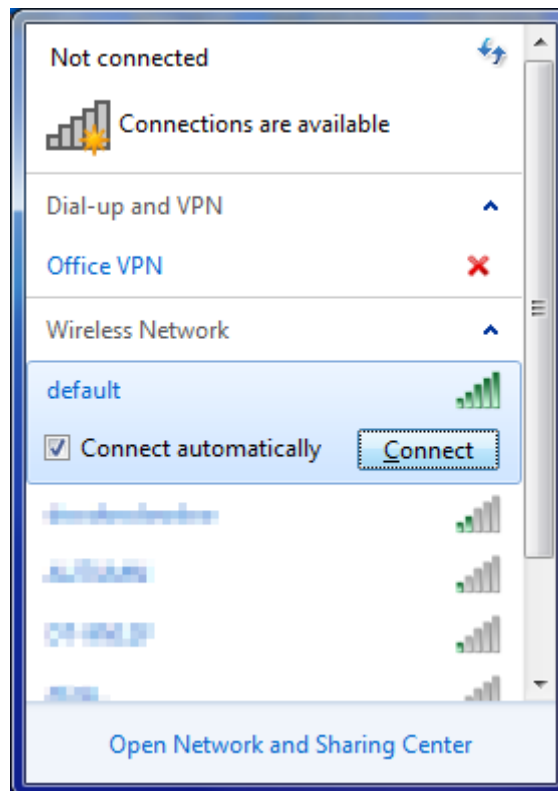 Not connected
Connections are available
Dial-up and VPN
Office VPN
Wireless Network
default
Connect automatically
Connect
Open Network and Sharing Center